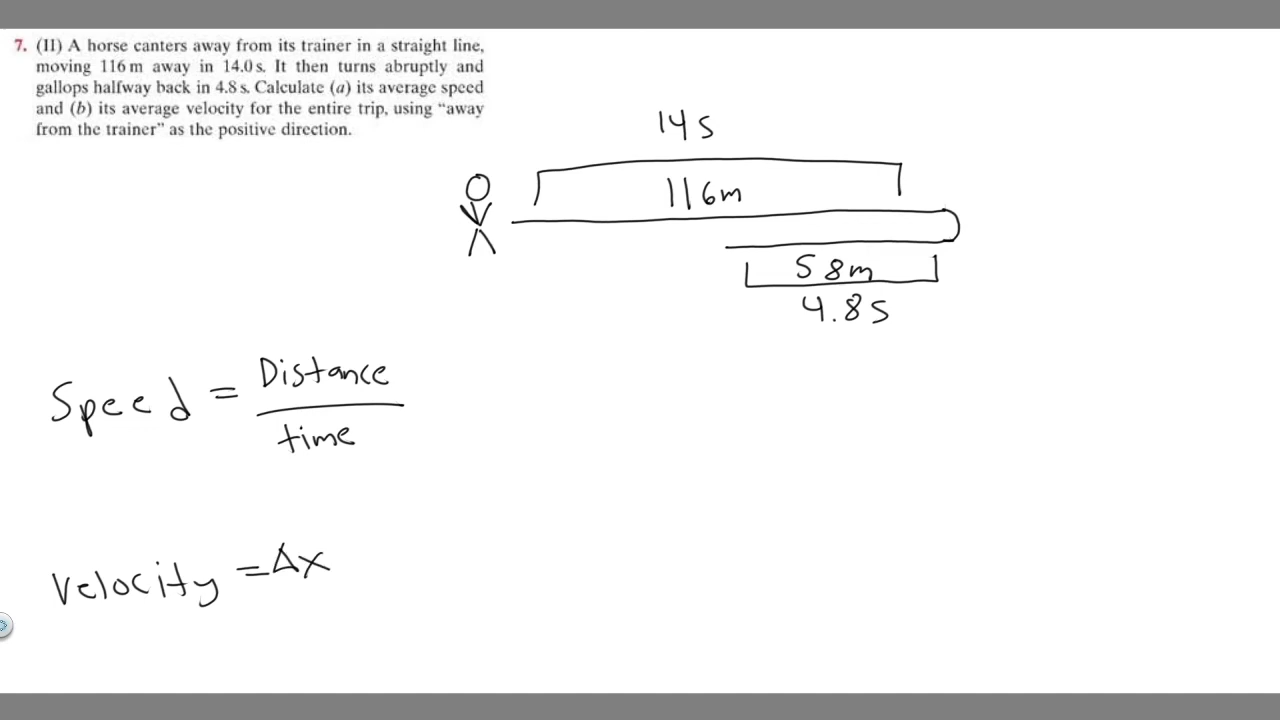 7. (II) A horse canters away from its trainer in a straight line,
moving 116 m away in 14.0 s. It then turns abruptly and
gallops halfway back in 4.8 s. Calculate (a) its average speed
and (b) its average velocity for the entire trip, using “away
from the trainer” as the positive direction.
14 s
116m
58m
4.8s
Speed = Distance
time
Velocity = Δx